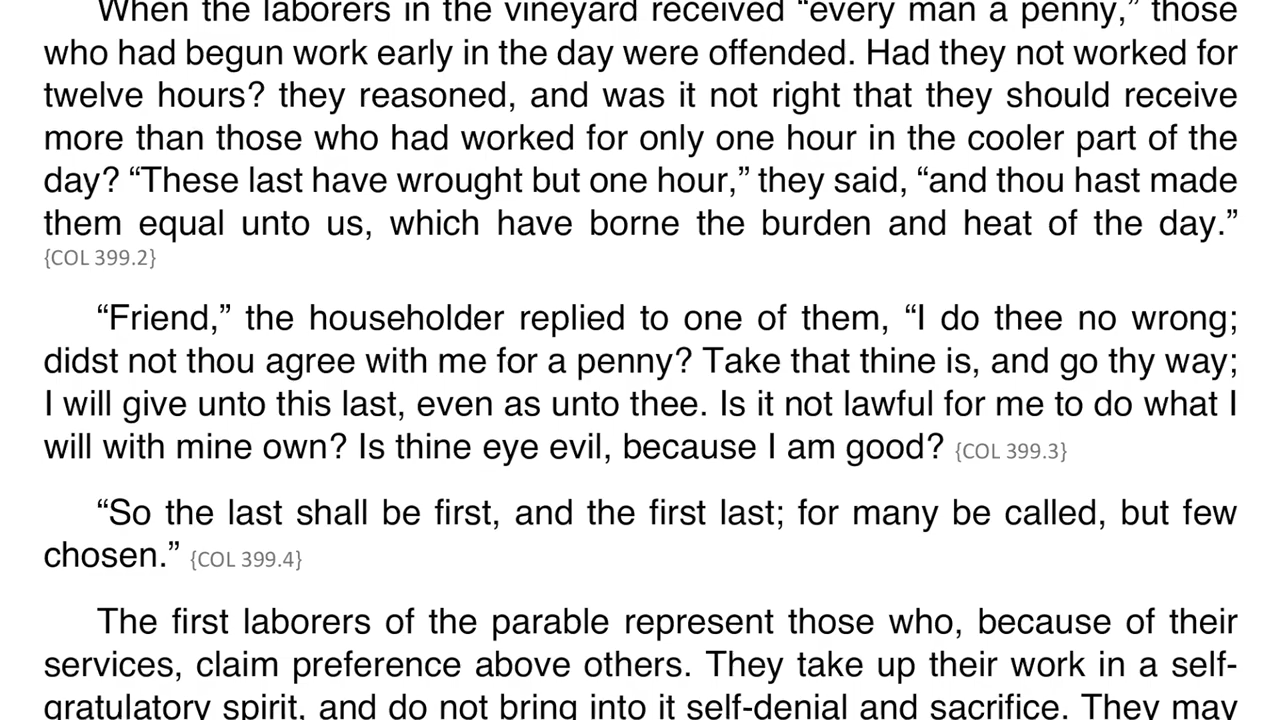 When the laborers in the vineyard received “every man a penny,” those
who had begun work early in the day were offended. Had they not worked for
twelve hours? they reasoned, and was it not right that they should receive
more than those who had worked for only one hour in the cooler part of the
day? “These last have wrought but one hour,” they said, “and thou hast made
them equal unto us, which have borne the burden and heat of the day.”
{COL 399.2}
“Friend,” the householder replied to one of them, “I do thee no wrong;
didst not thou agree with me for a penny? Take that thine is, and go thy way;
I will give unto this last, even as unto thee. Is it not lawful for me to do what I
will with mine own? Is thine eye evil, because I am good? {COL 399.3}
“So the last shall be first, and the first last; for many be called, but few
chosen.” {COL 399.4}
The first laborers of the parable represent those who, because of their
services, claim preference above others. They take up their work in a self-
gratulatory spirit, and do not bring into it self-denial and sacrifice. They may